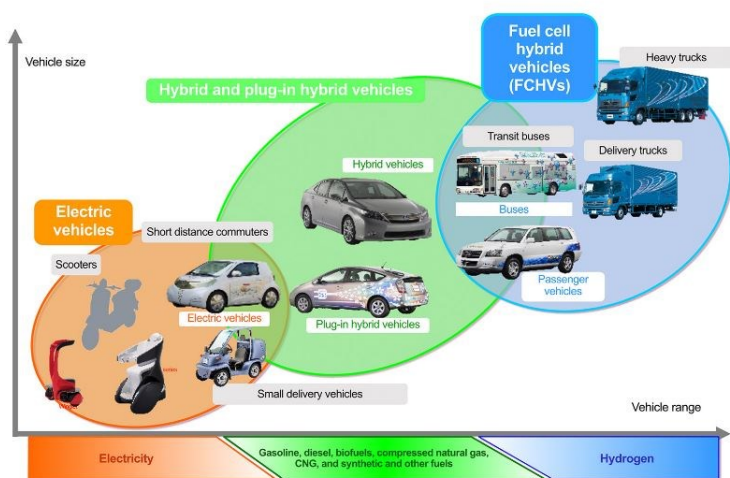 Vehicle size
Fuel cell
hybrid
vehicles
(FCHVs)
Heavy trucks
Hybrid and plug-in hybrid vehicles
Transit buses
Hybrid vehicles
Delivery trucks
Electric
vehicles
Short distance commuters
Buses
Scooters
Passenger
vehicles
Electric vehicles
Plug-in hybrid vehicles
Small delivery vehicles
Vehicle range
Electricity
Gasoline, diesel, biofuels, compressed natural gas,
CNG, and synthetic and other fuels
Hydrogen